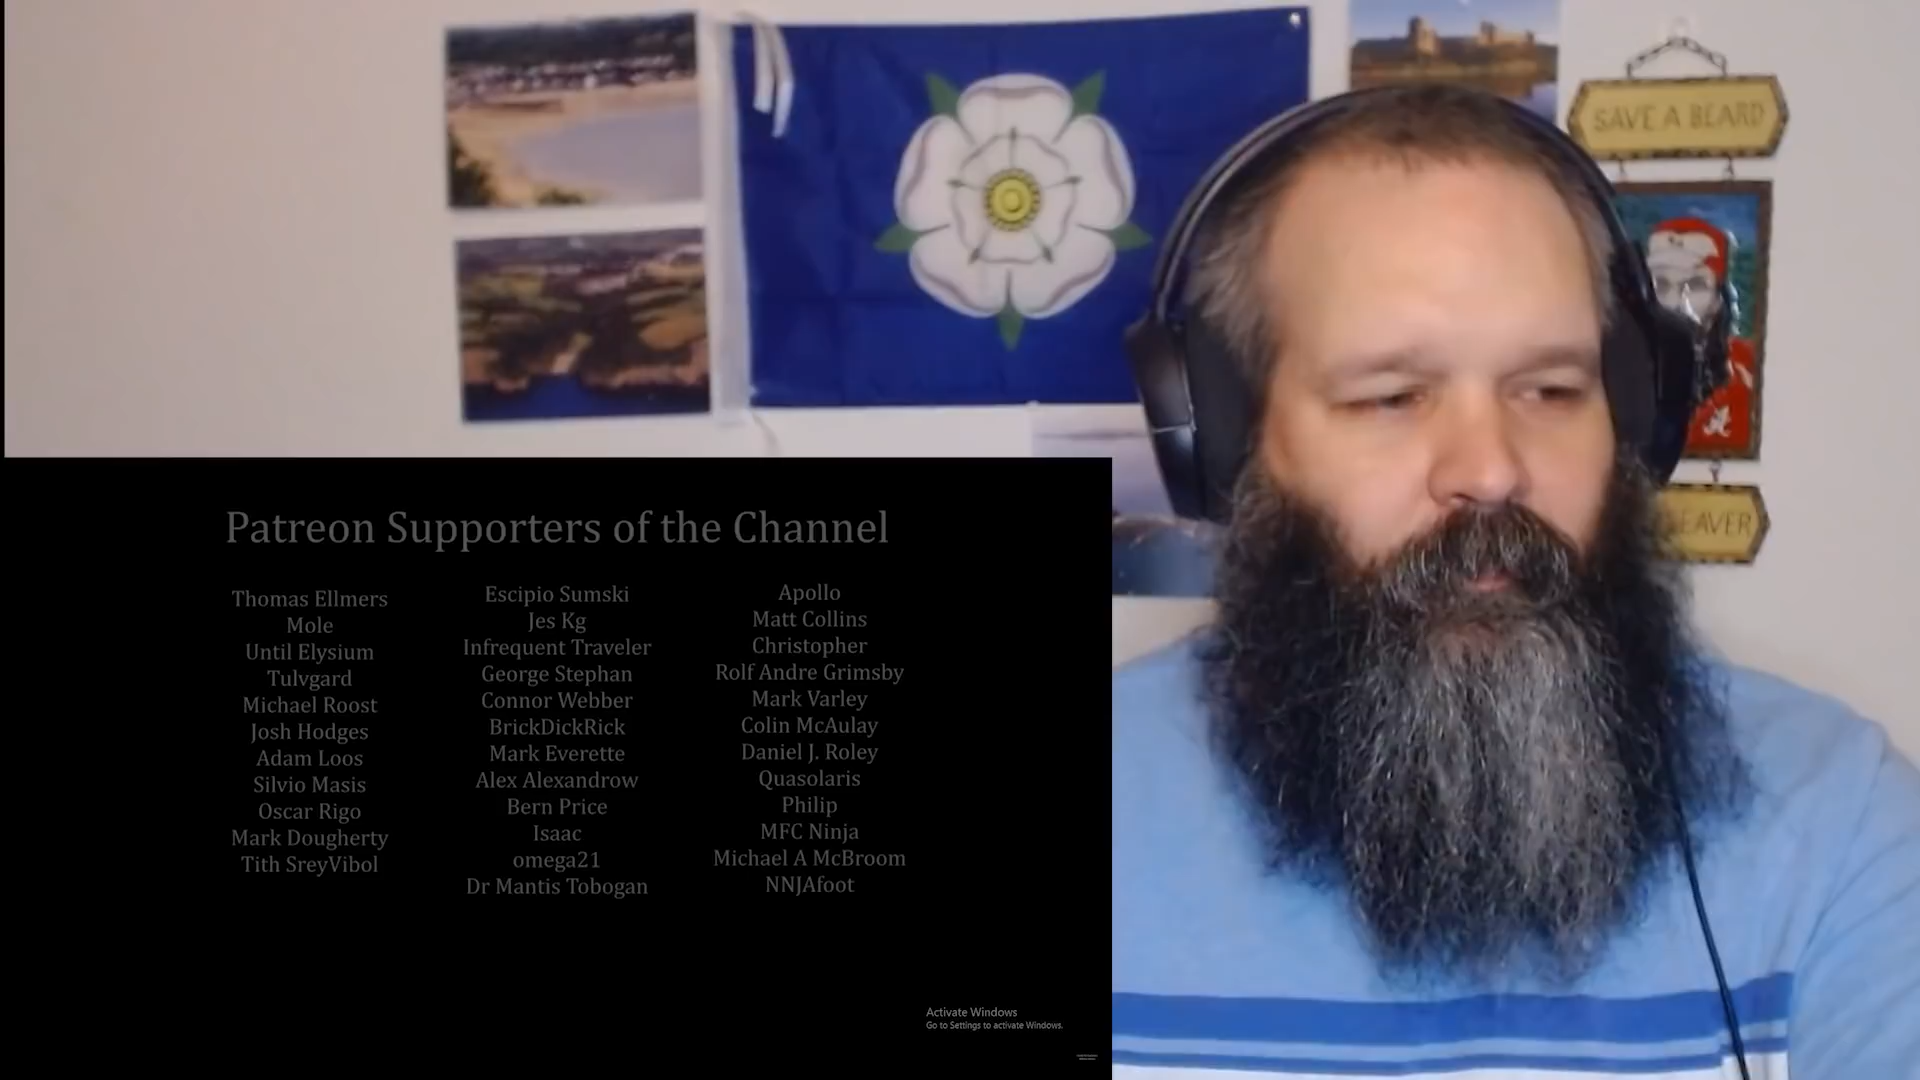 SAVE A BEARD
EAVER
Patreon Supporters of the Channel
Thomas Ellmers
Mole
Until Elysium
Tulvgard
Michael Roost
Josh Hodges
Adam Loos
Silvio Masis
Oscar Rigo
Mark Dougherty
Tith SreyVibol
Escipio Sumski
Jes Kg
Infrequent Traveler
George Stephan
Connor Webber
BrickDickRick
Mark Everette
Alex Alexandrow
Bern Price
Isaac
omega21
Dr Mantis Tobogan
Apollo
Matt Collins
Christopher
Rolf Andre Grimsby
Mark Varley
Colin McAulay
Daniel J. Roley
Quasolaris
Philip
MFC Ninja
Michael A McBroom
NNJAfoot
Activate Windows
Go to Settings to activate Windows.